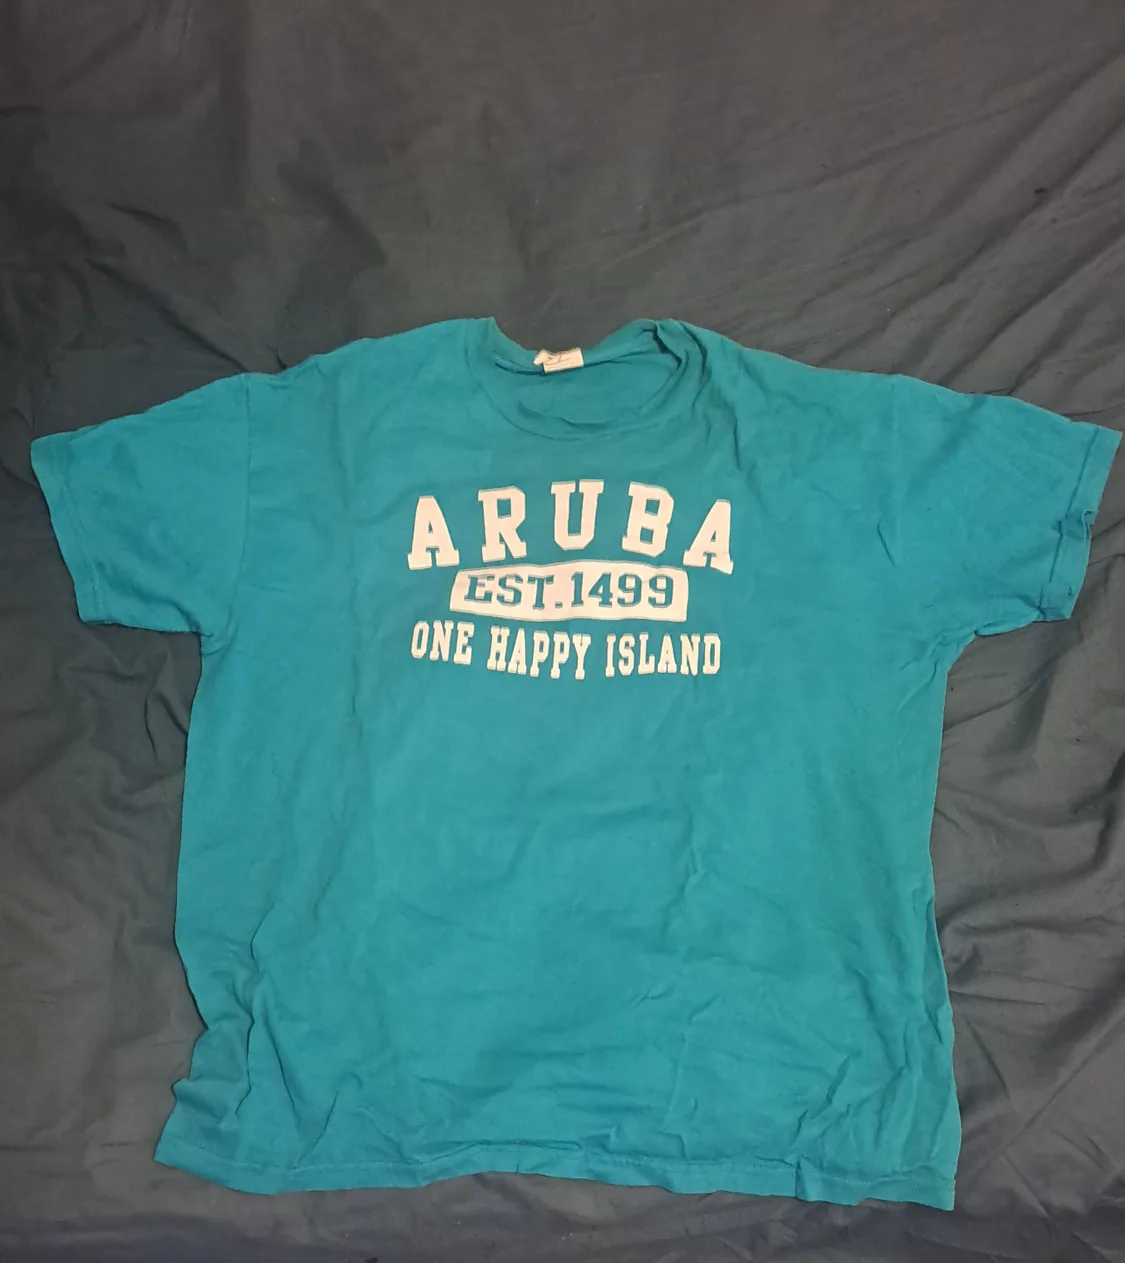 ARUBA
EST.1499
ONE HAPPY ISLAND